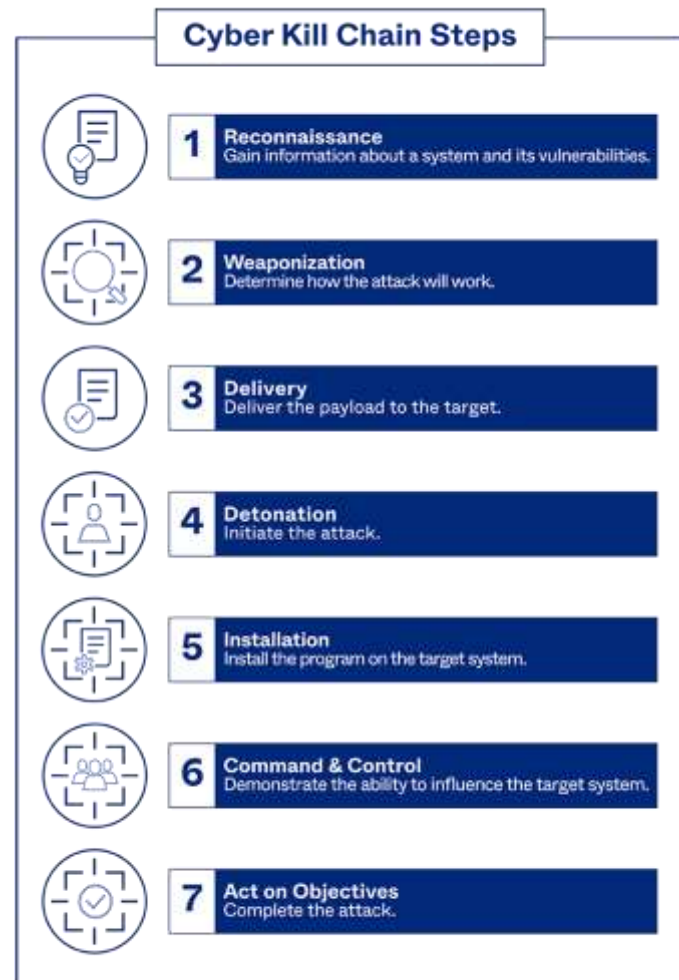 Cyber Kill Chain Steps
1
Reconnaissance
Gain information about a system and its vulnerabilities.
2
Weaponization
Determine how the attack will work.
3
Delivery
Deliver the payload to the target.
4
Detonation
Initiate the attack.
5
Installation
Install the program on the target system.
6
Command & Control
Demonstrate the ability to influence the target system.
7
Act on Objectives
Complete the attack.